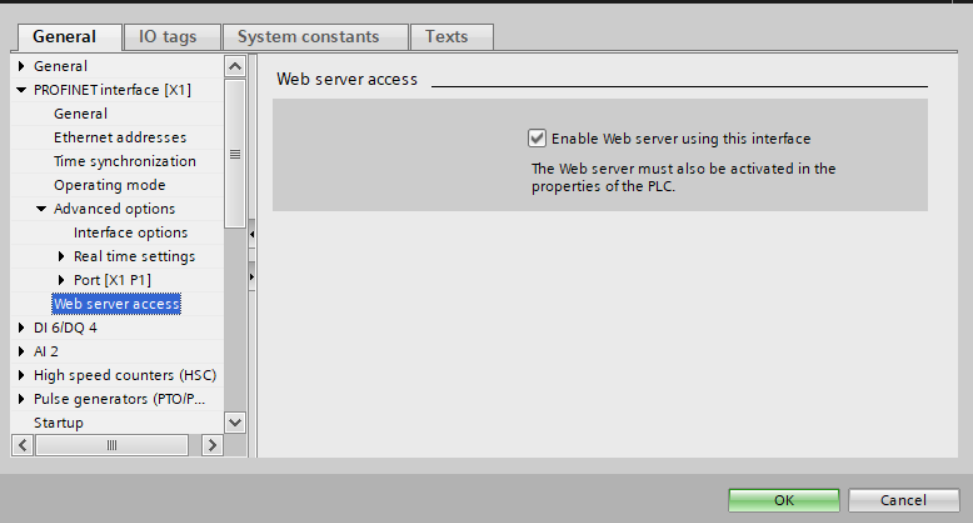 General
IO tags
System constants
Texts
General
PROFINET interface [X1]
General
Ethernet addresses
Time synchronization
Operating mode
Advanced options
Interface options
Real time settings
Port [X1 P1]
Web server access
DI 6/DQ 4
AI 2
High speed counters (HSC)
Pulse generators (PTO/P...
Startup
Web server access
Enable Web server using this interface
The Web server must also be activated in the
properties of the PLC.
OK
Cancel